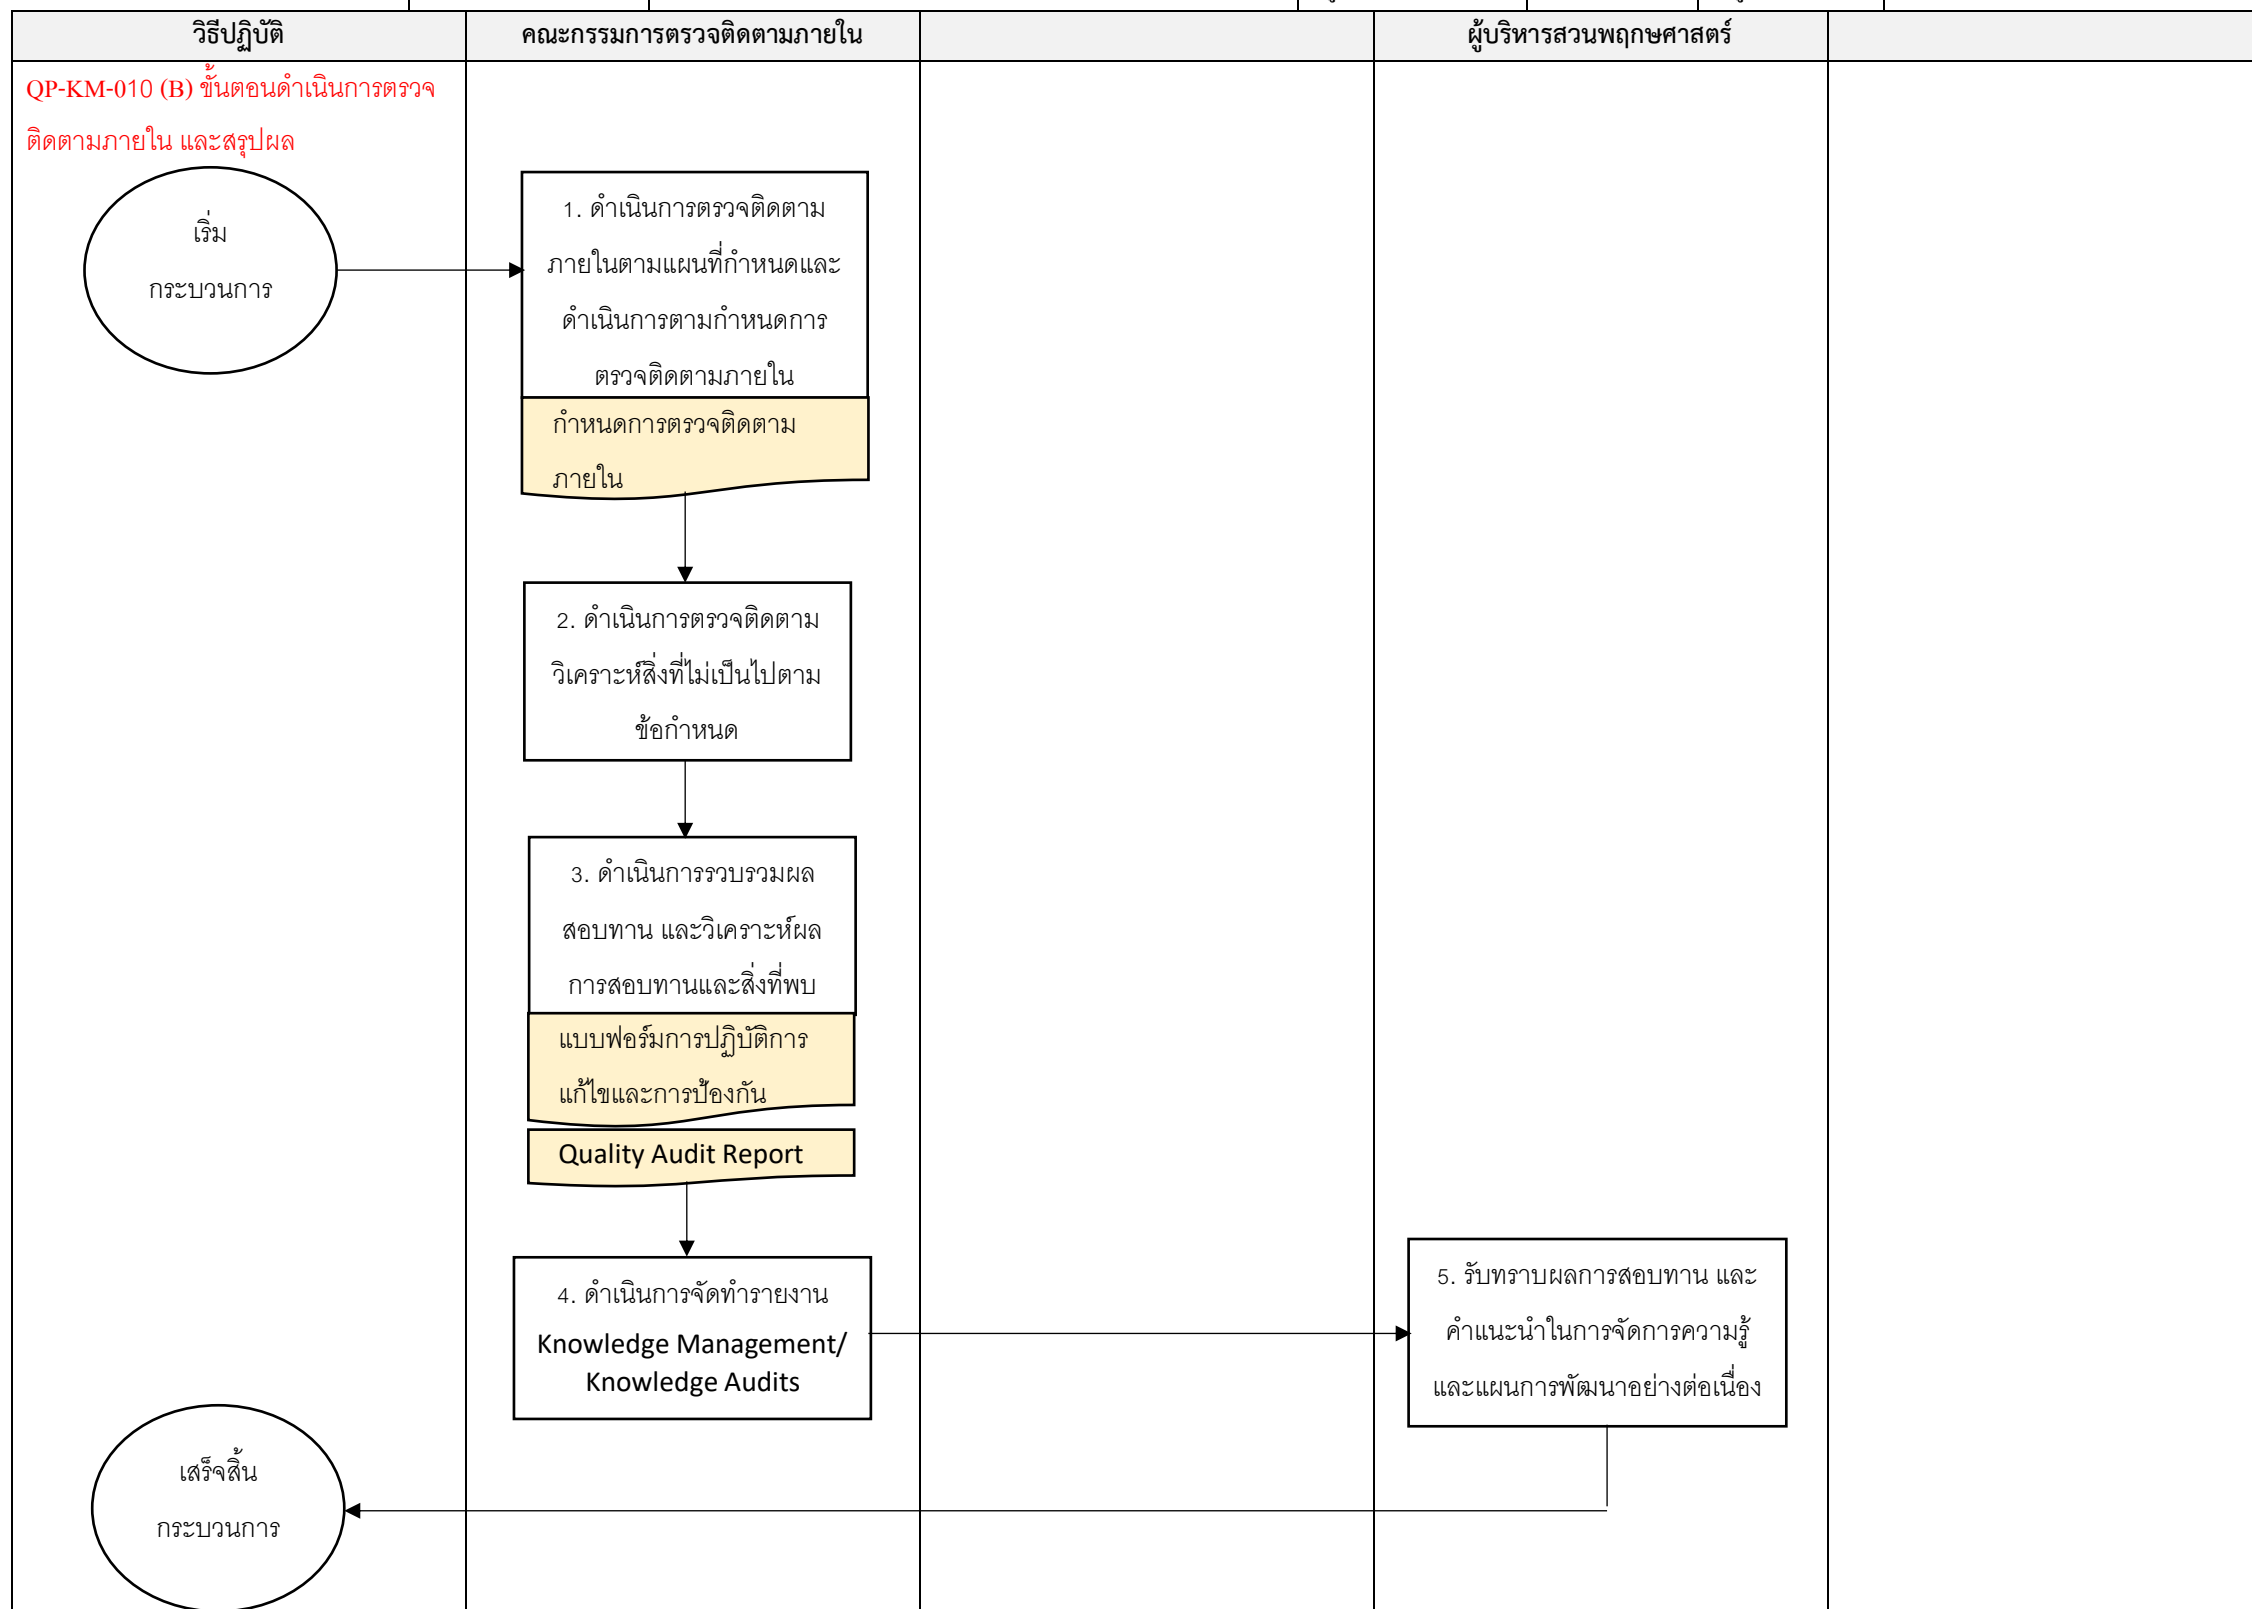 วิธีปฏิบัติ
คณะกรรมการตรวจติดตามภายใน
ผู้บริหารสวนพฤกษศาสตร์
QP-KM-010 (B) ขั้นตอนดำเนินการตรวจ
ติดตามภายใน และสรุปผล
เริ่ม
กระบวนการ
1. ดำเนินการตรวจติดตาม
ภายในตามแผนที่กำหนดและ
ดำเนินการตามกำหนดการ
ตรวจติดตามภายใน
กำหนดการตรวจติดตาม
ภายใน
2. ดำเนินการตรวจติดตาม
วิเคราะห์สิ่งที่ไม่เป็นไปตาม
ข้อกำหนด
3. ดำเนินการรวบรวมผล
สอบทาน และวิเคราะห์ผล
การสอบทานและสิ่งที่พบ
แบบฟอร์มการปฏิบัติการ
แก้ไขและการป้องกัน
Quality Audit Report
4. ดำเนินการจัดทำรายงาน
Knowledge Management/
Knowledge Audits
5. รับทราบผลการสอบทาน และ
คำแนะนำในการจัดการความรู้
และแผนการพัฒนาอย่างต่อเนื่อง
เสร็จสิ้น
กระบวนการ